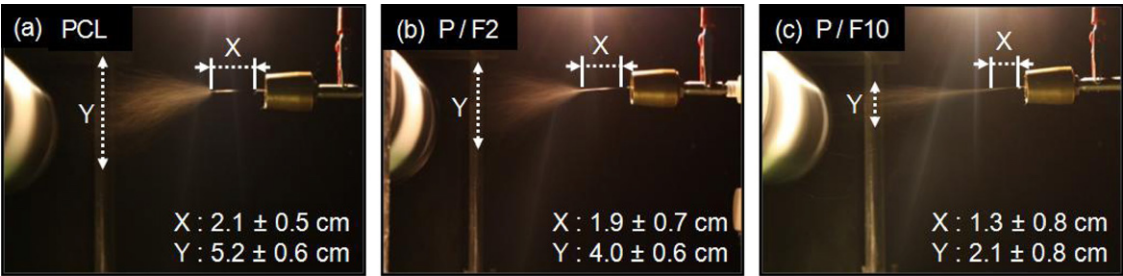 (a) PCL
X
Y
X : 2.1 ± 0.5 cm
Y : 5.2 ± 0.6 cm
(b) P / F2
X
Y
X : 1.9 ± 0.7 cm
Y : 4.0 ± 0.6 cm
(c) P / F10
X
Y
X : 1.3 ± 0.8 cm
Y : 2.1 ± 0.8 cm